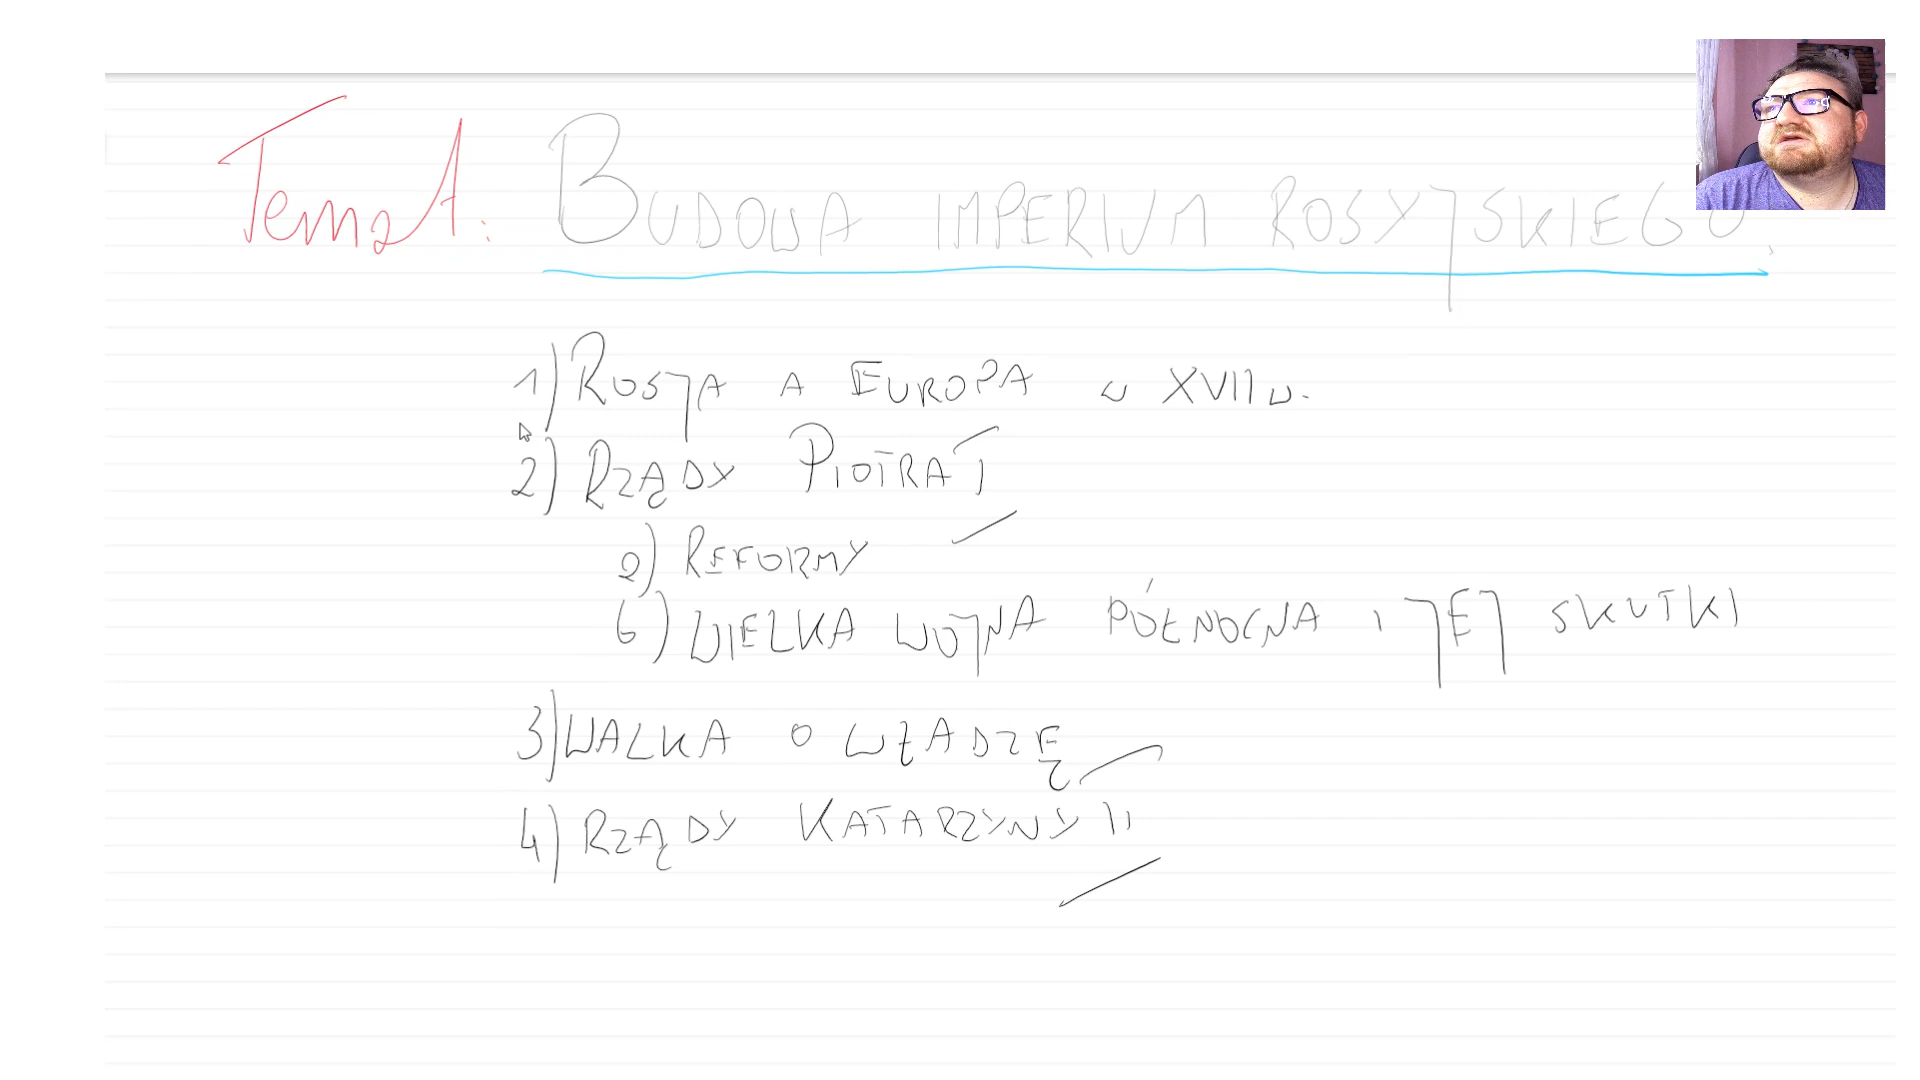 Temat: BUDOWA IMPERIUM ROSYJSKIEGO.
1) ROSJA A EUROPA W XVII W.
2) RZĄDY PIOTRA I
a) REFORMY
b) WIELKA WOJNA PÓŁNOCNA I JEJ SKUTKI
3) WALKA O WŁADZĘ
4) RZĄDY KATARZYNY II